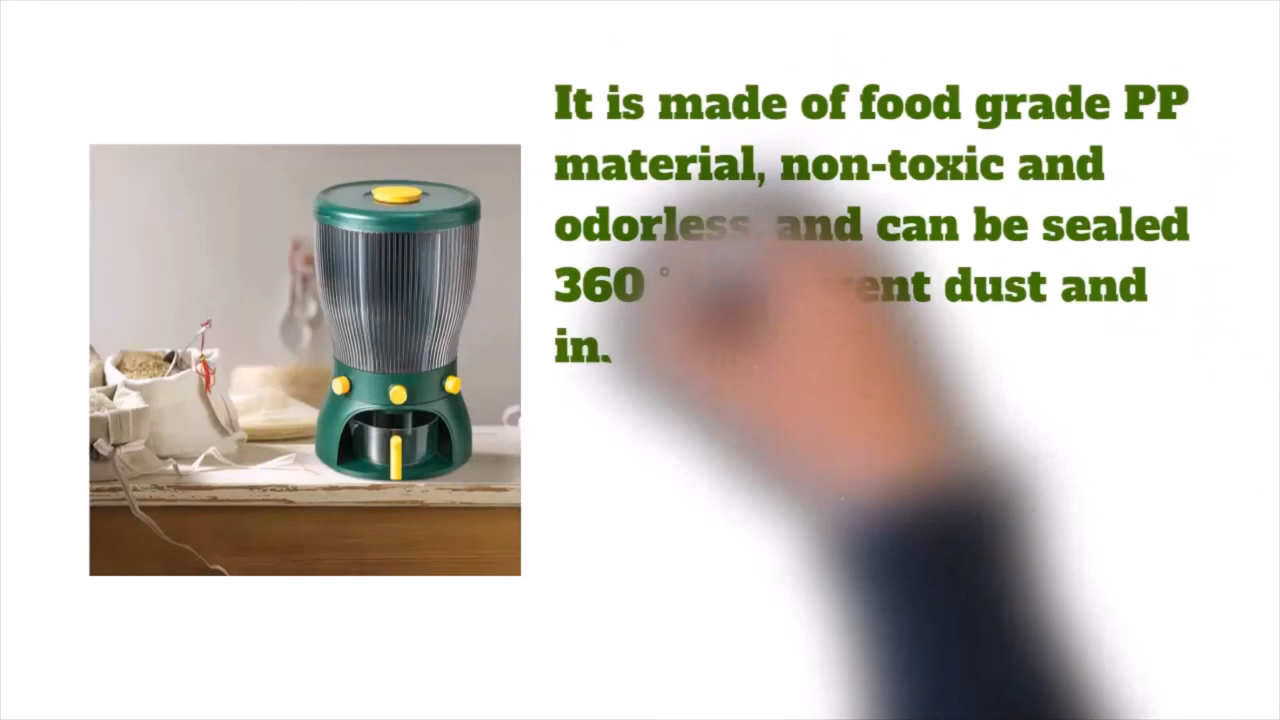 It is made of food grade PP
material, non-toxic and
odorless, and can be sealed
360 ° dust and
in